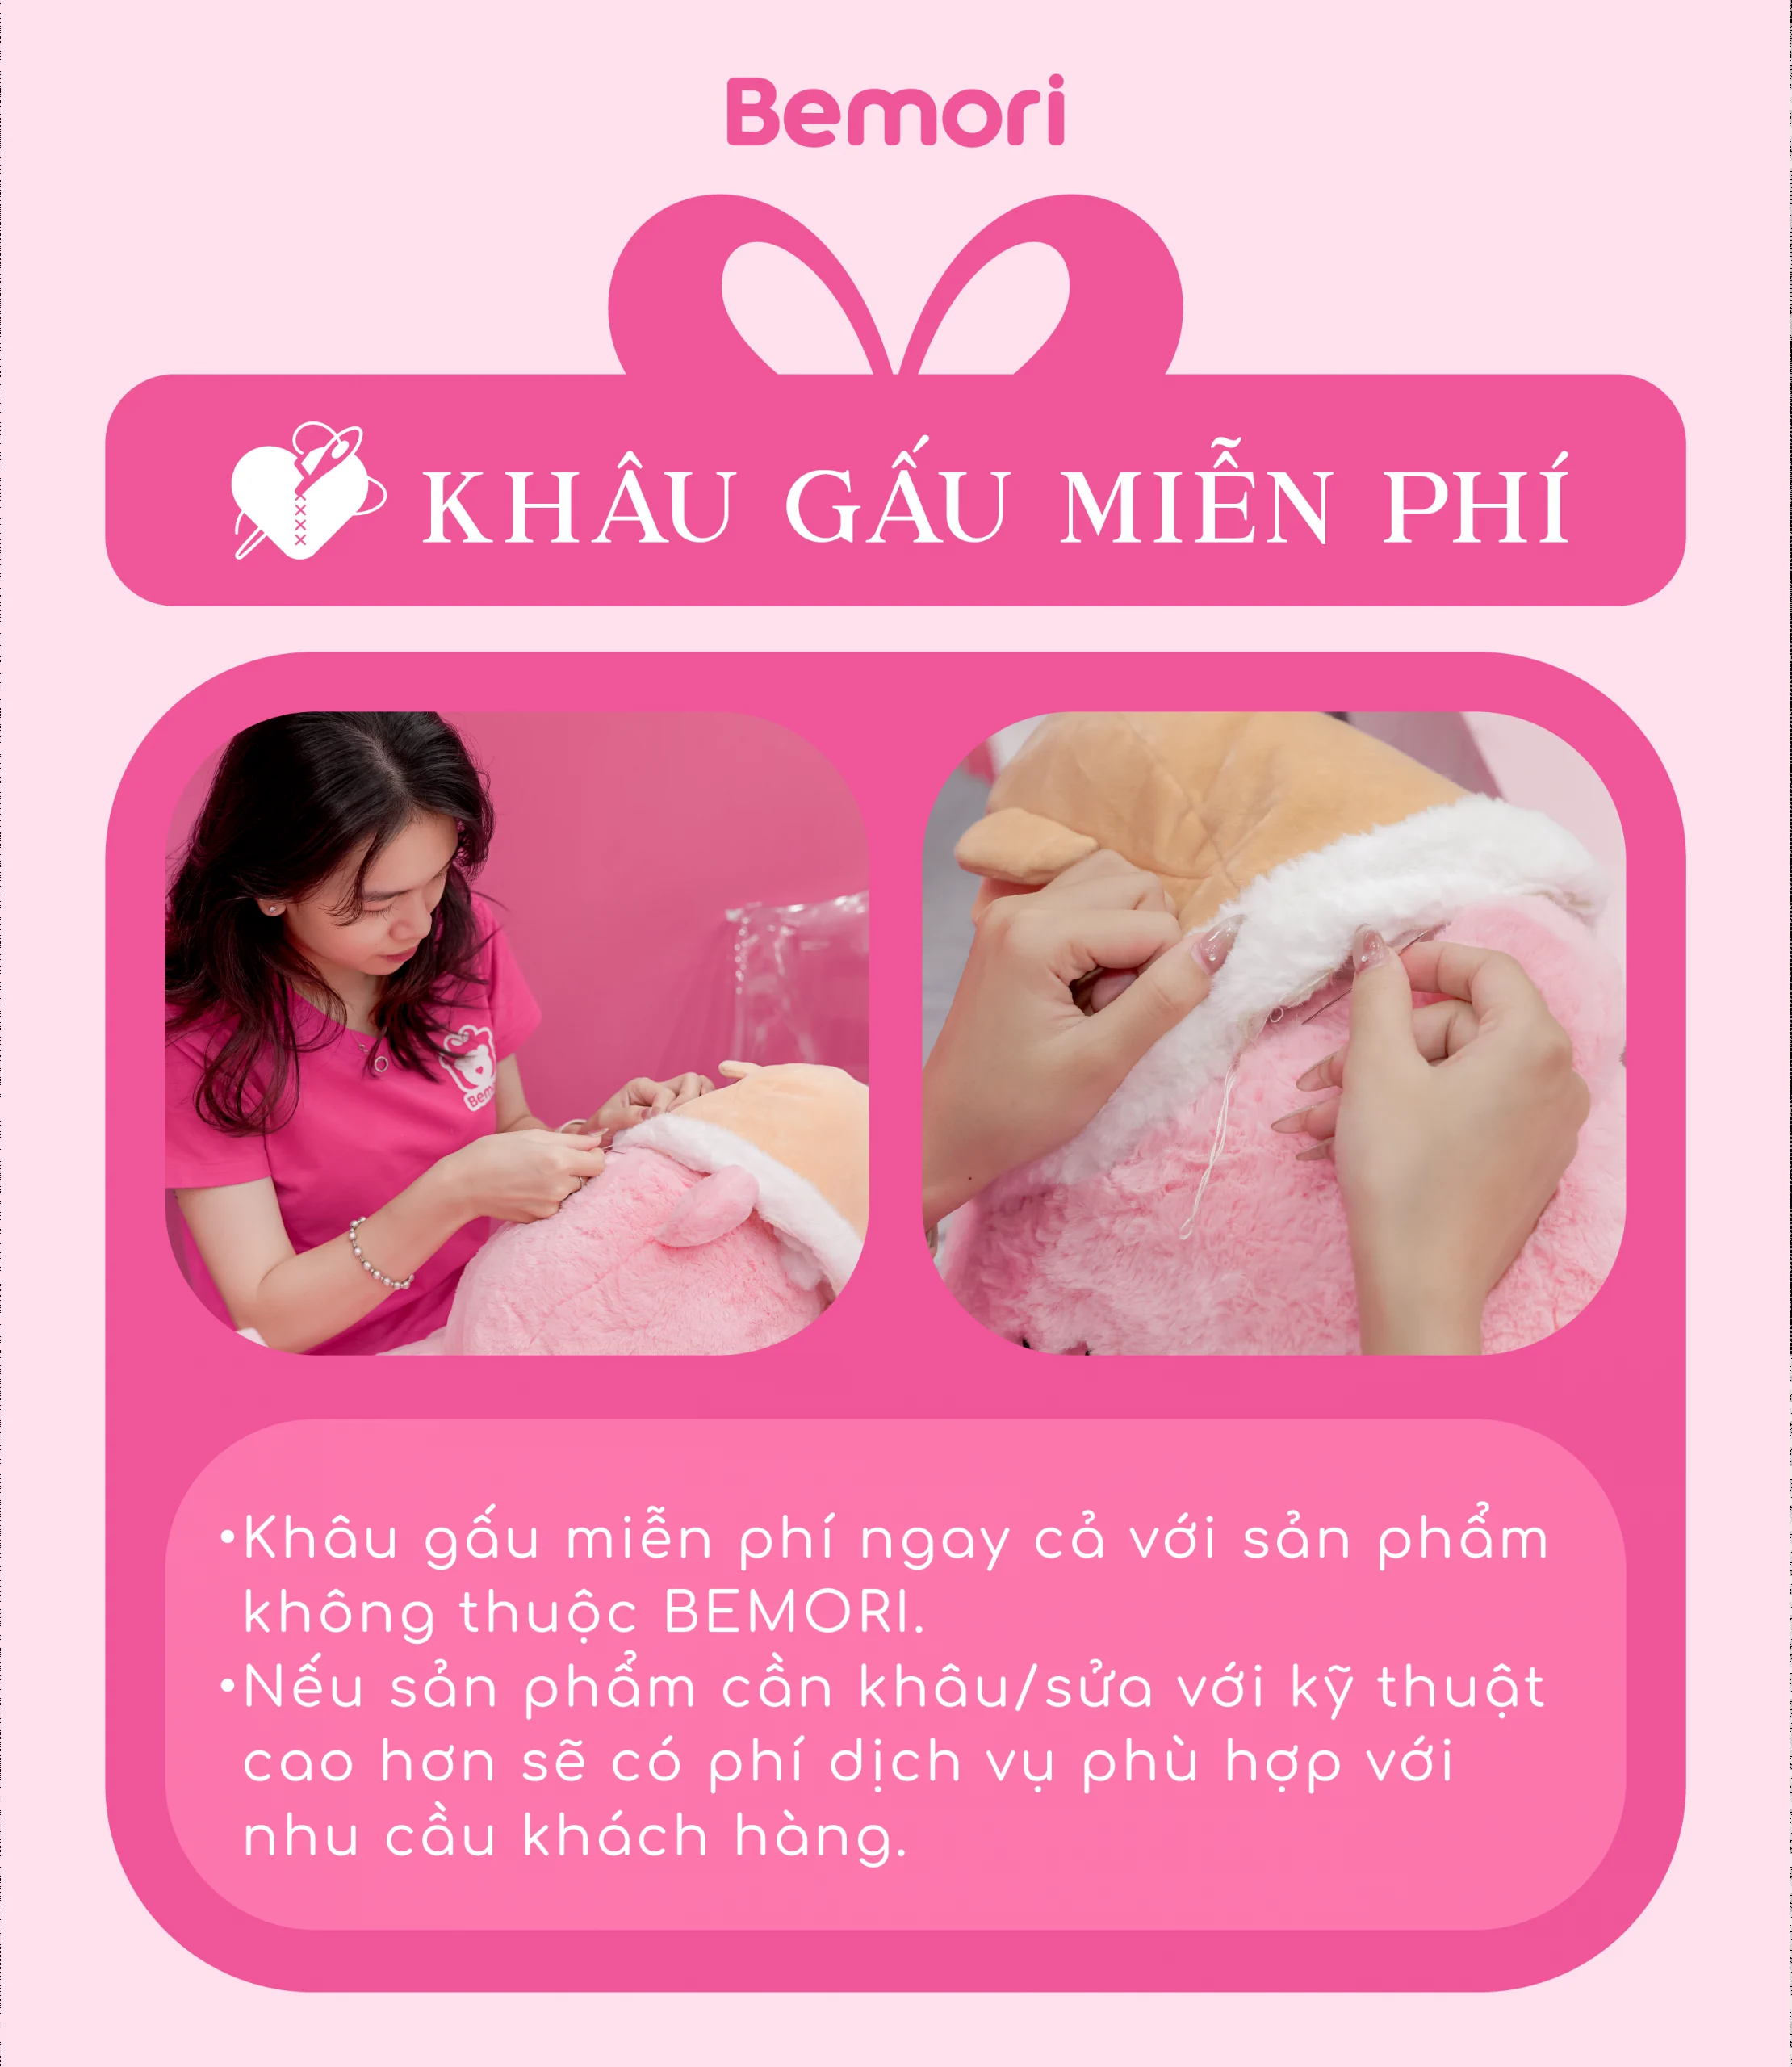 Bemori
KHÂU GẤU MIỄN PHÍ
•Khâu gấu miễn phí ngay cả với sản phẩm
không thuộc BEMORI.
•Nếu sản phẩm cần khâu/sửa với kỹ thuật
cao hơn sẽ có phí dịch vụ phù hợp với
nhu cầu khách hàng.